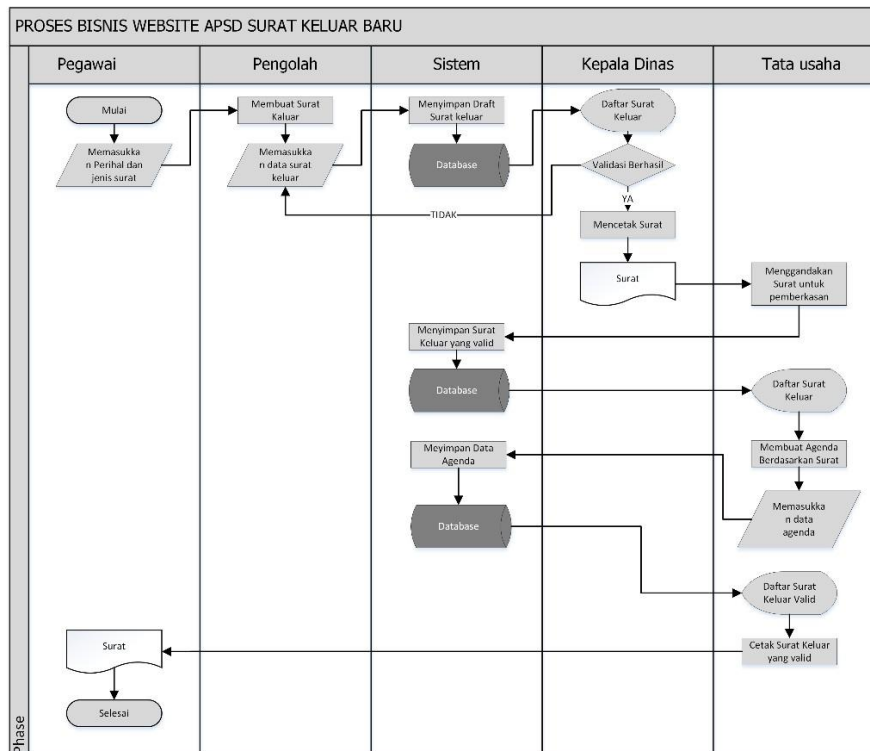 PROSES BISNIS WEBSITE APSD SURAT KELUAR BARU
Pegawai
Pengolah
Sistem
Kepala Dinas
Tata usaha
Mulai
Memasukka
n Perihal dan
jenis surat
Membuat Surat
Kaluar
Memasukka
n data surat
keluar
Menyimpan Draft
Surat keluar
Database
Daftar Surat
Keluar
Validasi Berhasil
YA
TIDAK
Mencetak Surat
Surat
Menggandakan
Surat untuk
pemberkasan
Menyimpan Surat
Keluar yang valid
Database
Daftar Surat
Keluar
Membuat Agenda
Berdasarkan Surat
Memasukka
n data
agenda
Meyimpan Data
Agenda
Database
Daftar Surat
Keluar Valid
Cetak Surat Keluar
yang valid
Surat
Selesai
Phase